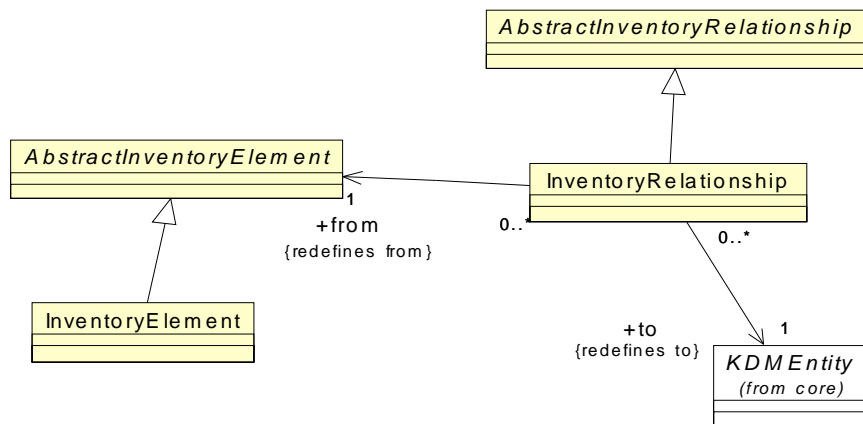 AbstractInventoryRelationship
AbstractInventoryElement
InventoryRelationship
1
+from
{redefines from}
0..*
0..*
InventoryElement
+to
{redefines to}
1
KDMEntity
(from core)